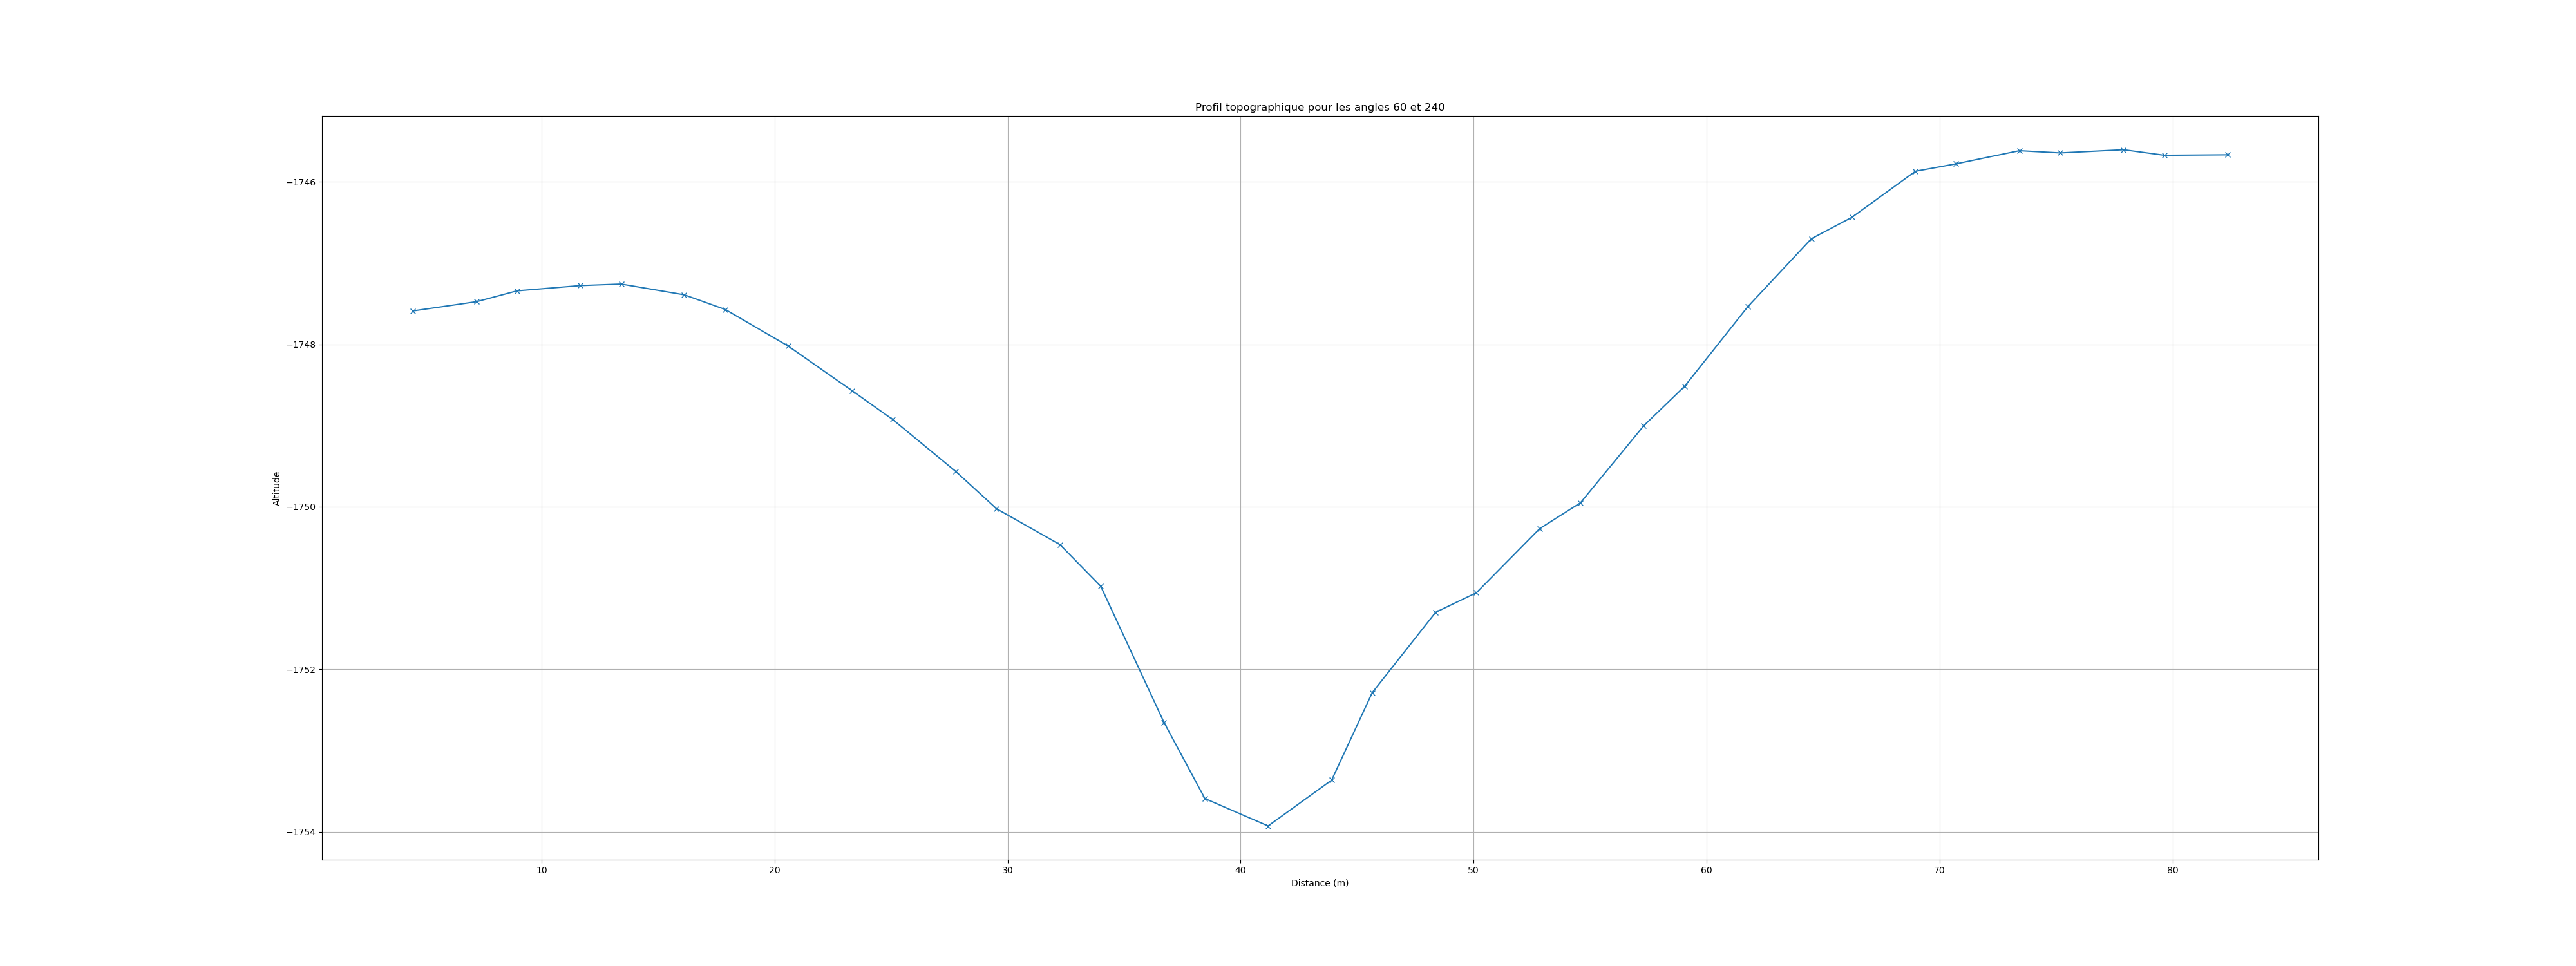 Profil topographique pour les angles 60 et 240
Altitude
−1746
−1748
−1750
−1752
−1754
10 20 30 40 50 60 70 80
Distance (m)